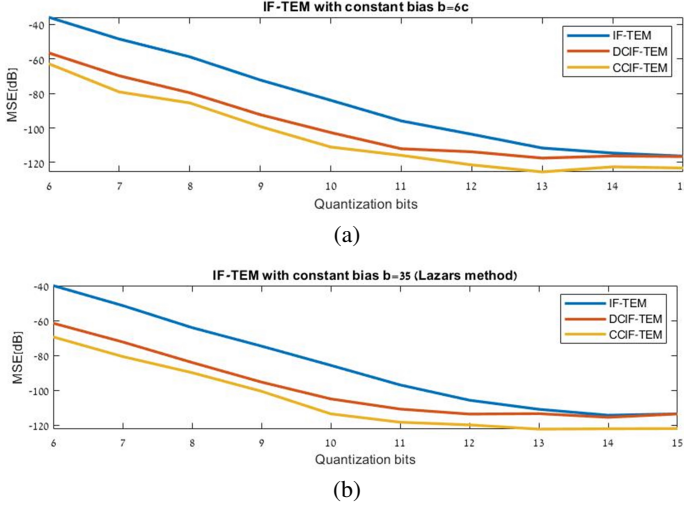 IF-TEM with constant bias b=6c
-40
-60
-80
-100
-120
MSE[dB]
IF-TEM
DCIF-TEM
CCIF-TEM
6 7 8 9 10 11 12 13 14 1
Quantization bits
(a)
IF-TEM with constant bias b=35 (Lazars method)
-40
-60
-80
-100
-120
MSE[dB]
IF-TEM
DCIF-TEM
CCIF-TEM
6 7 8 9 10 11 12 13 14 15
Quantization bits
(b)